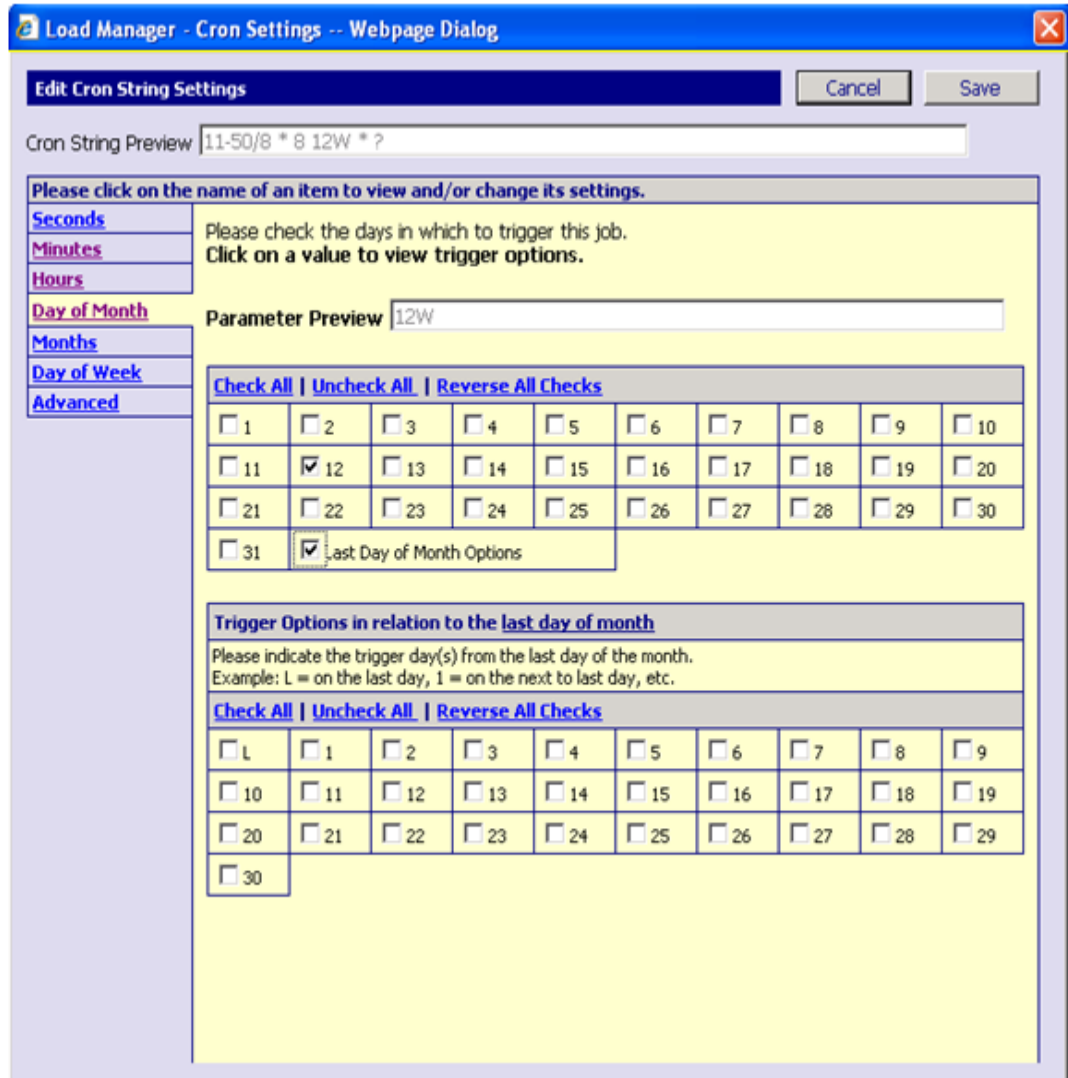 Load Manager - Cron Settings -- Webpage Dialog
Edit Cron String Settings
Cancel
Save
Cron String Preview 11-50/8 * 8 12W * ?
Please click on the name of an item to view and/or change its settings.
Seconds
Minutes
Hours
Day of Month
Months
Day of Week
Advanced
Please check the days in which to trigger this job.
Click on a value to view trigger options.
Parameter Preview 12W
Check All | Uncheck All | Reverse All Checks
1 2 3 4 5 6 7 8 9 10
11 12 13 14 15 16 17 18 19 20
21 22 23 24 25 26 27 28 29 30
31 Last Day of Month Options
Trigger Options in relation to the last day of month
Please indicate the trigger day(s) from the last day of the month.
Example: L = on the last day, 1 = on the next to last day, etc.
Check All | Uncheck All | Reverse All Checks
L 1 2 3 4 5 6 7 8 9
10 11 12 13 14 15 16 17 18 19
20 21 22 23 24 25 26 27 28 29
30